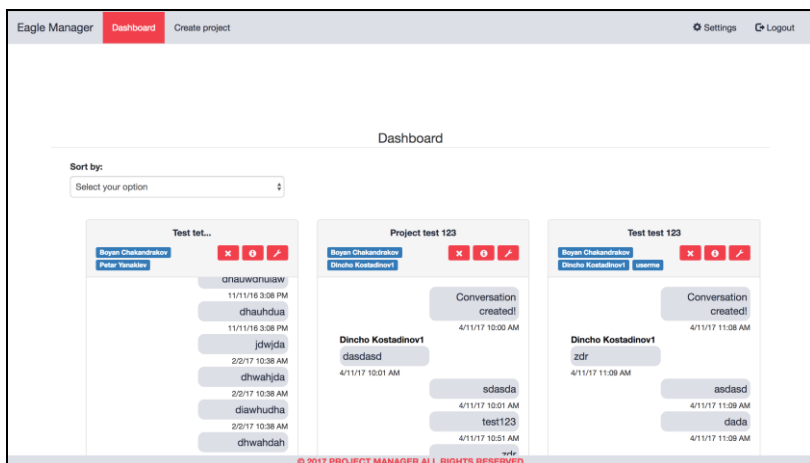 Eagle Manager Dashboard Create project Settings Logout
Dashboard
Sort by:
Select your option
Test tet...
Boyan Chakandrakov
Petar Yanakiev
dhauwdhuiaw
11/11/16 3:08 PM
dhauhdua
11/11/16 3:08 PM
jdwjda
2/2/17 10:38 AM
dhwahjda
2/2/17 10:38 AM
diawhudha
2/2/17 10:38 AM
dhwahdah
Project test 123
Boyan Chakandrakov
Dincho Kostadinov1
Conversation
created!
4/11/17 10:00 AM
Dincho Kostadinov1
dasdasd
4/11/17 10:01 AM
sdasda
4/11/17 10:01 AM
test123
4/11/17 10:51 AM
zdr
Test test 123
Boyan Chakandrakov
Dincho Kostadinov1 userme
Conversation
created!
4/11/17 11:08 AM
Dincho Kostadinov1
zdr
4/11/17 11:09 AM
asdasd
4/11/17 11:09 AM
dada
4/11/17 11:09 AM
© 2017 PROJECT MANAGER ALL RIGHTS RESERVED